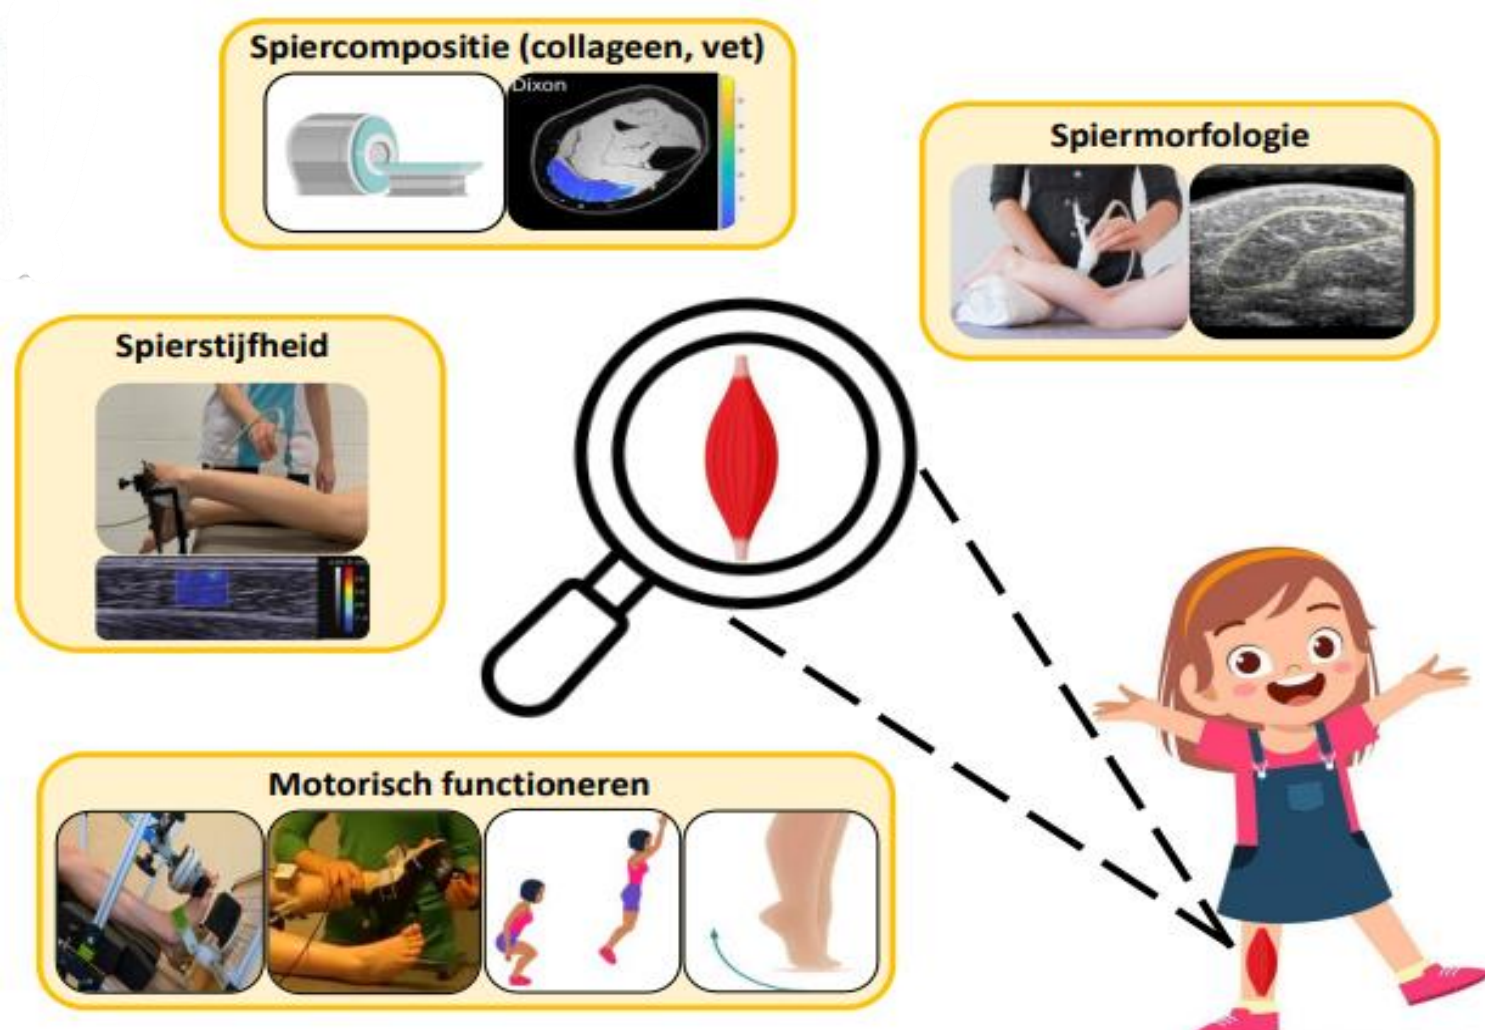 Spiercompositie (collageen, vet)
Dixon
Spiermorfologie
Spierstijfheid
Motorisch functioneren